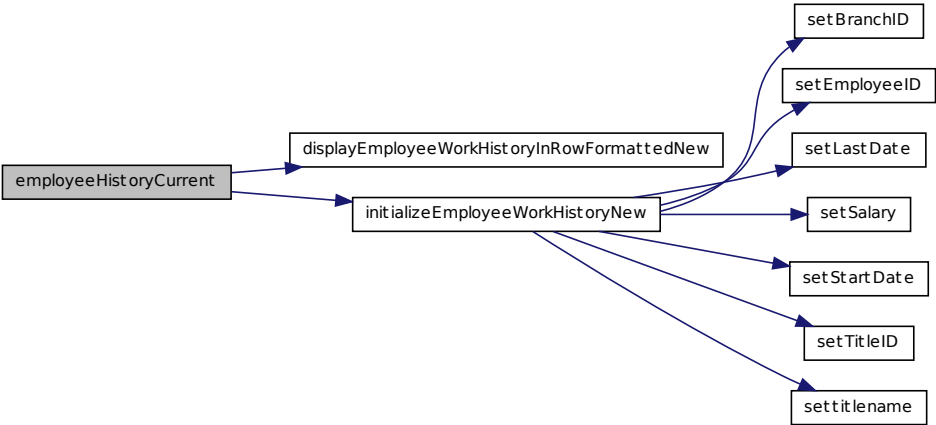 setBranchID
setEmployeeID
displayEmployeeWorkHistoryInRowFormattedNew
setLastDate
employeeHistoryCurrent
initializeEmployeeWorkHistoryNew
setSalary
setStartDate
setTitleID
settitlename